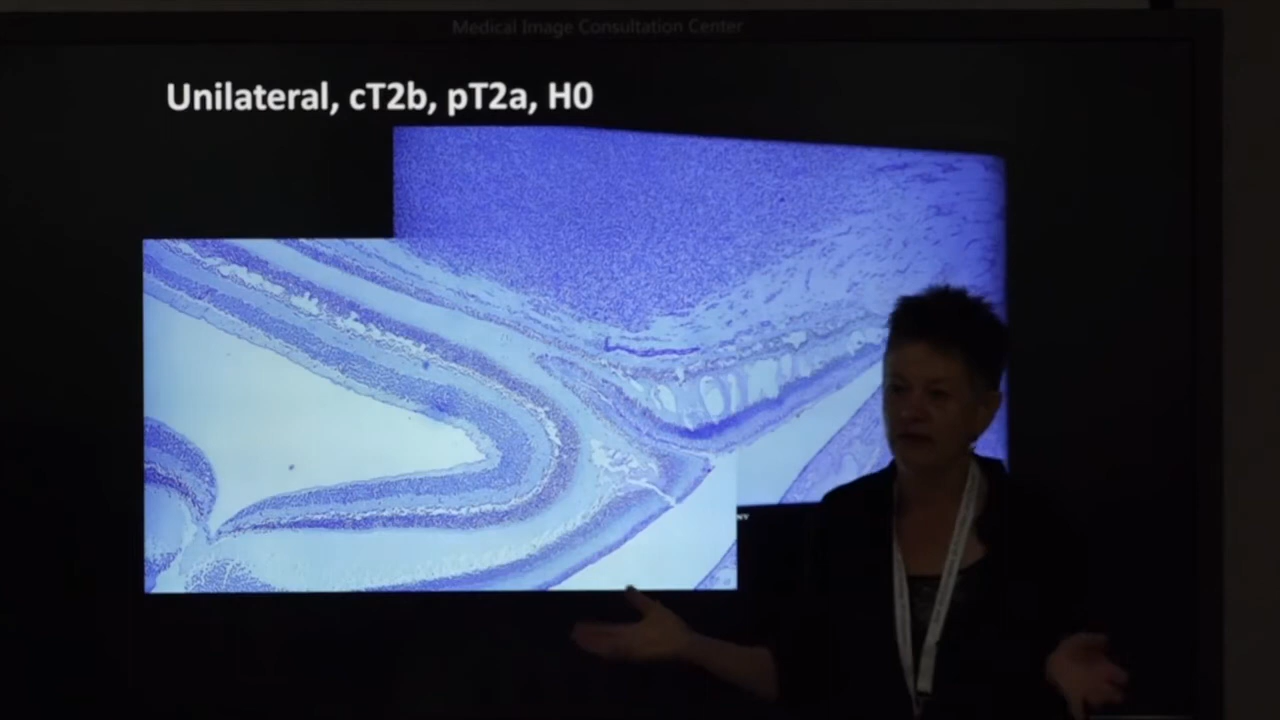 Medical Image Consultation Center
Unilateral, cT2b, pT2a, H0